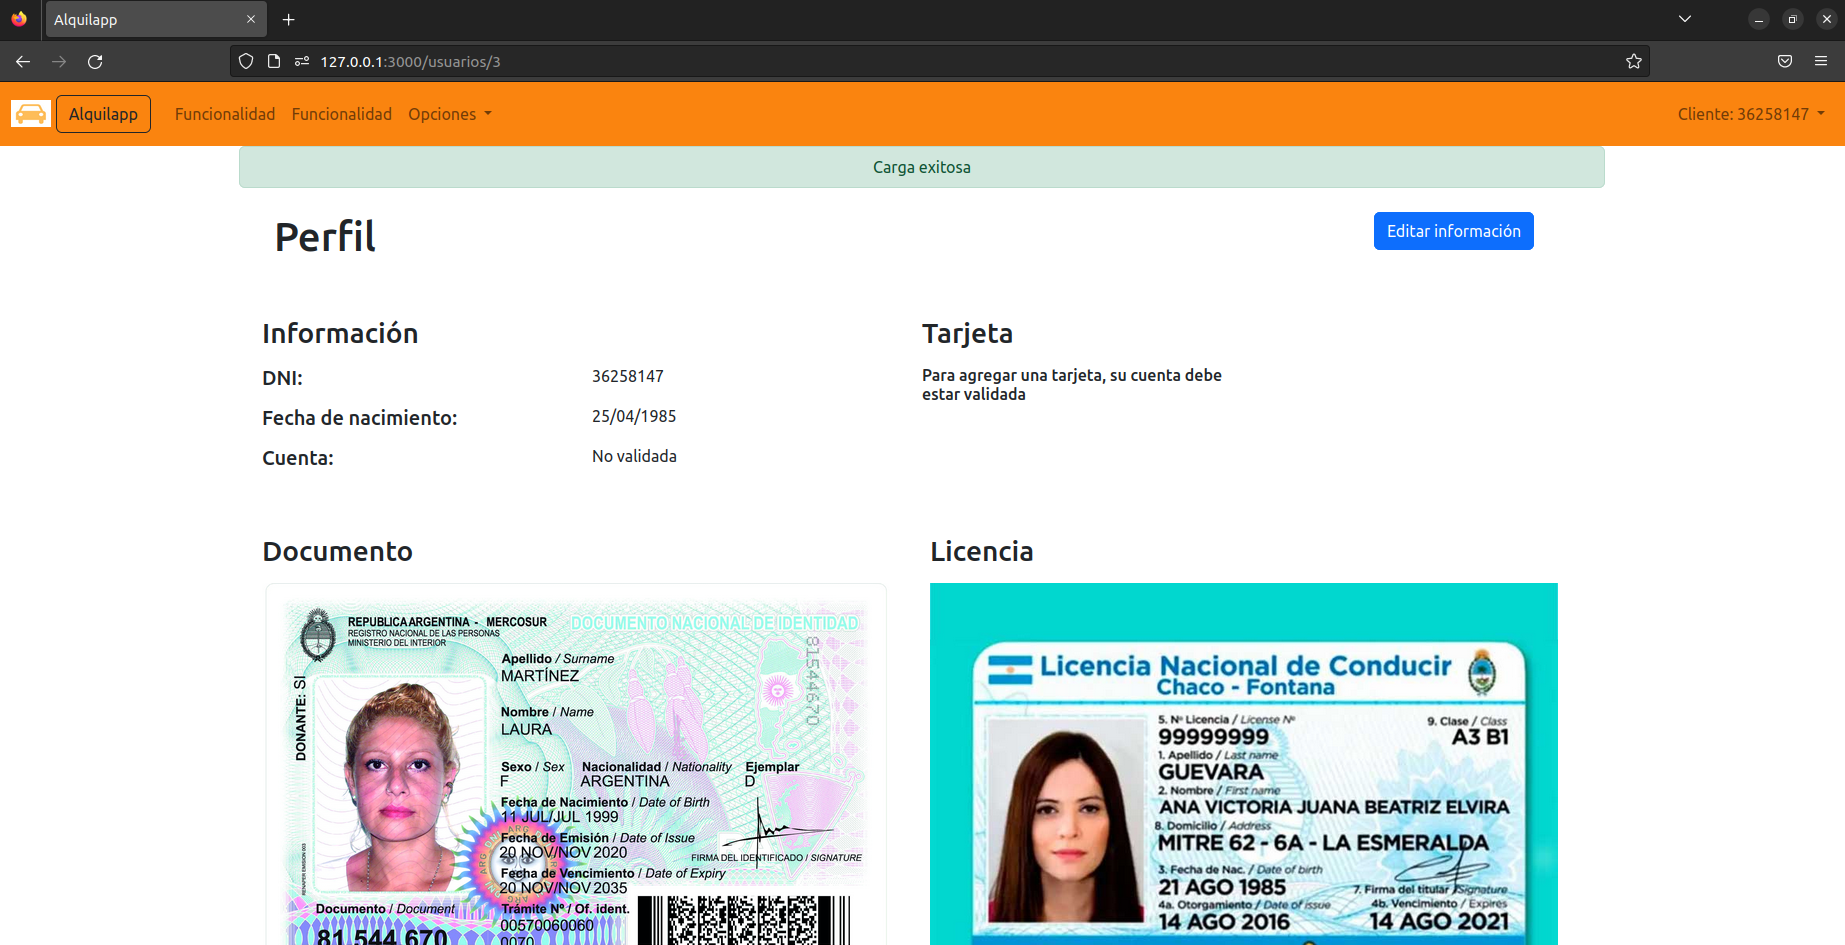 Alquilapp
127.0.0.1:3000/usuarios/3
Alquilapp
Funcionalidad
Funcionalidad
Opciones
Cliente: 36258147
Carga exitosa
Perfil
Editar información
Información
DNI:
36258147
Fecha de nacimiento:
25/04/1985
Cuenta:
No validada
Tarjeta
Para agregar una tarjeta, su cuenta debe
estar validada
Documento
REPUBLICA ARGENTINA - MERCOSUR
REGISTRO NACIONAL DE LAS PERSONAS
MINISTERIO DEL INTERIOR
DOCUMENTO NACIONAL DE IDENTIDAD
81544670
DONANTE: SI
Apellido / Surname
MARTÍNEZ
Nombre / Name
LAURA
Sexo / Sex
Nacionalidad / Nationality
Ejemplar
F
ARGENTINA
D
Fecha de Nacimiento / Date of Birth
11 JUL/JUL 1999
Fecha de Emisión / Date of Issue
20 NOV/NOV 2020
FIRMA DEL IDENTIFICADO / SIGNATURE
Fecha de Vencimiento / Date of Expiry
20 NOV/NOV 2035
Documento / Document
Trámite Nº / Of. ident.
81.544.670
00570060060
0070
Licencia
Licencia Nacional de Conducir
Chaco - Fontana
5. Nº Licencia / License Nº
9. Clase / Class
99999999
A3 B1
1. Apellido / Last name
GUEVARA
2. Nombre / First name
ANA VICTORIA JUANA BEATRIZ ELVIRA
8. Domicilio / Address
MITRE 62 - 6A - LA ESMERALDA
3. Fecha de Nac. / Date of birth
21 AGO 1985
7. Firma del titular / Signature
4a. Otorgamiento / Date of issue
4b. Vencimiento / Expires
14 AGO 2016
14 AGO 2021